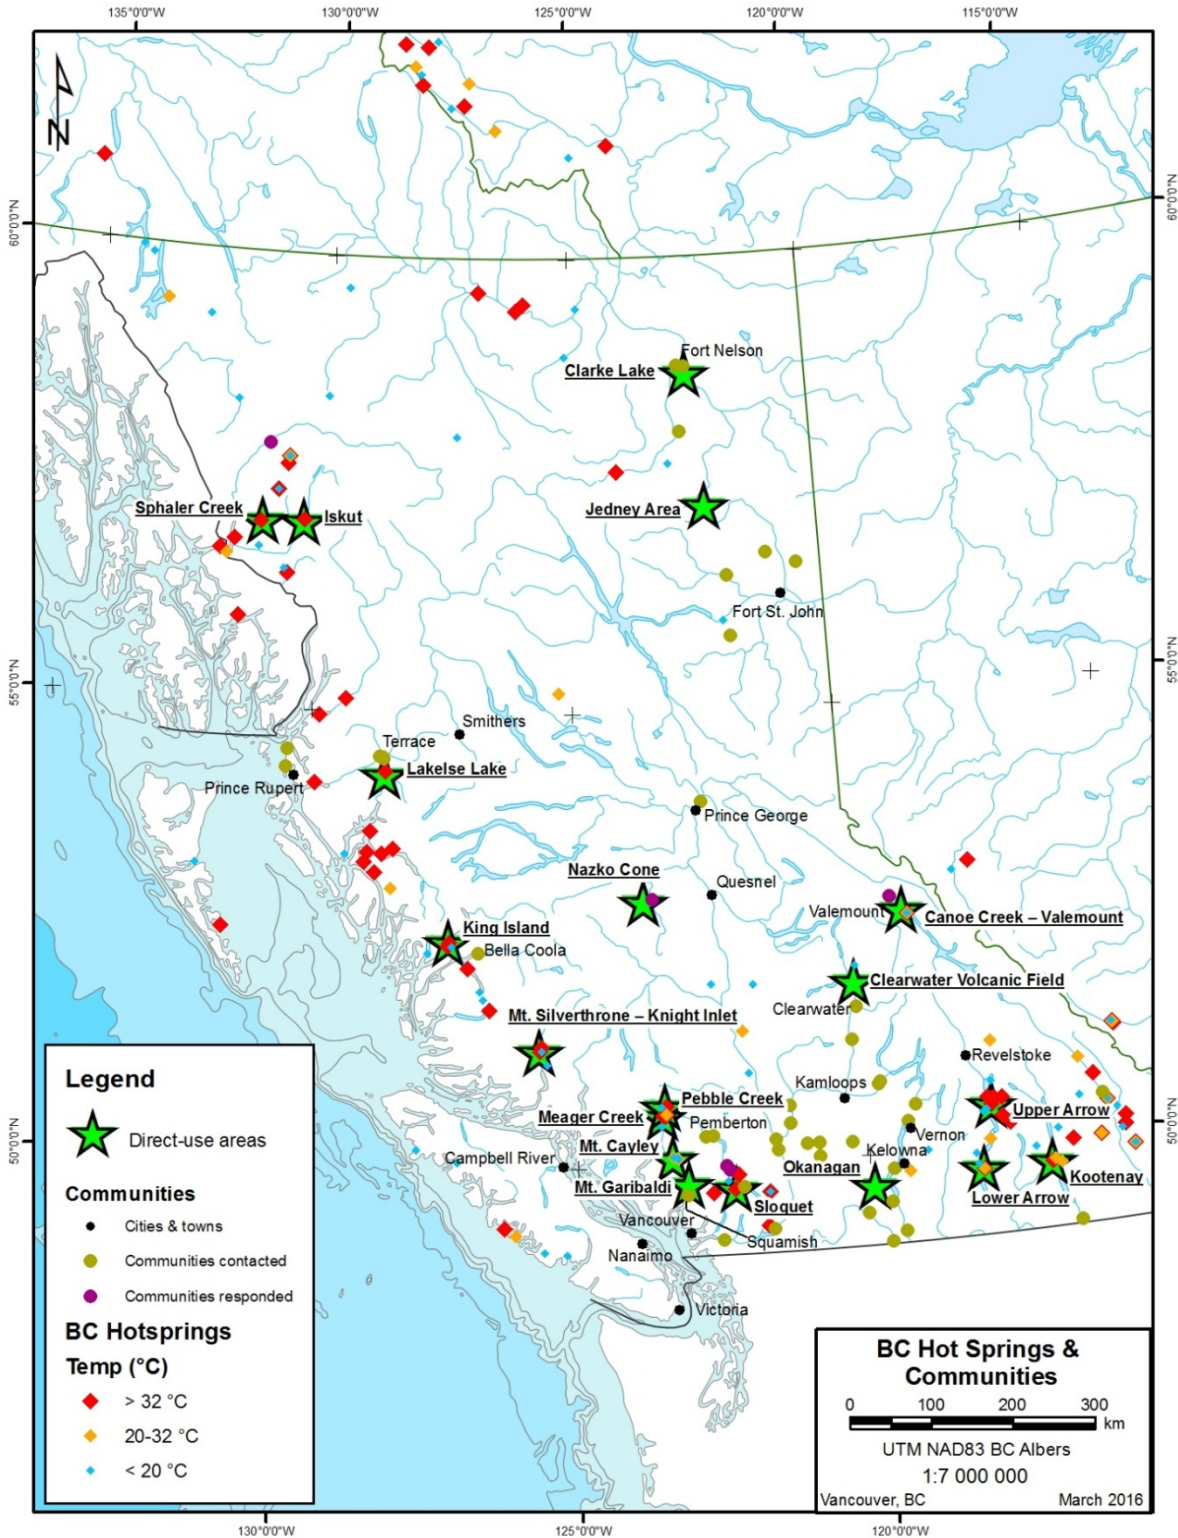 135°0'0"W
130°0'0"W
125°0'0"W
120°0'0"W
115°0'0"W
N
60°0'0"N
60°0'0"N
Fort Nelson
Clarke Lake
Sphaler Creek
Iskut
Jedney Area
Fort St. John
55°0'0"N
55°0'0"N
Smithers
Terrace
Lakelse Lake
Prince Rupert
Prince George
Nazko Cone
Quesnel
Valemount
Canoe Creek – Valemount
King Island
Bella Coola
Clearwater Volcanic Field
Clearwater
Mt. Silverthrone – Knight Inlet
Revelstoke
Kamloops
Pebble Creek
Meager Creek
Pemberton
Upper Arrow
50°0'0"N
50°0'0"N
Vernon
Mt. Cayley
Campbell River
Kelowna
Okanagan
Kootenay
Mt. Garibaldi
Lower Arrow
Sloquet
Vancouver
Squamish
Nanaimo
Victoria
Legend
Direct-use areas
Communities
Cities & towns
Communities contacted
Communities responded
BC Hotsprings
Temp (°C)
> 32 °C
20-32 °C
< 20 °C
BC Hot Springs &
Communities
0 100 200 300
km
UTM NAD83 BC Albers
1:7 000 000
Vancouver, BC March 2016
130°0'0"W
125°0'0"W
120°0'0"W